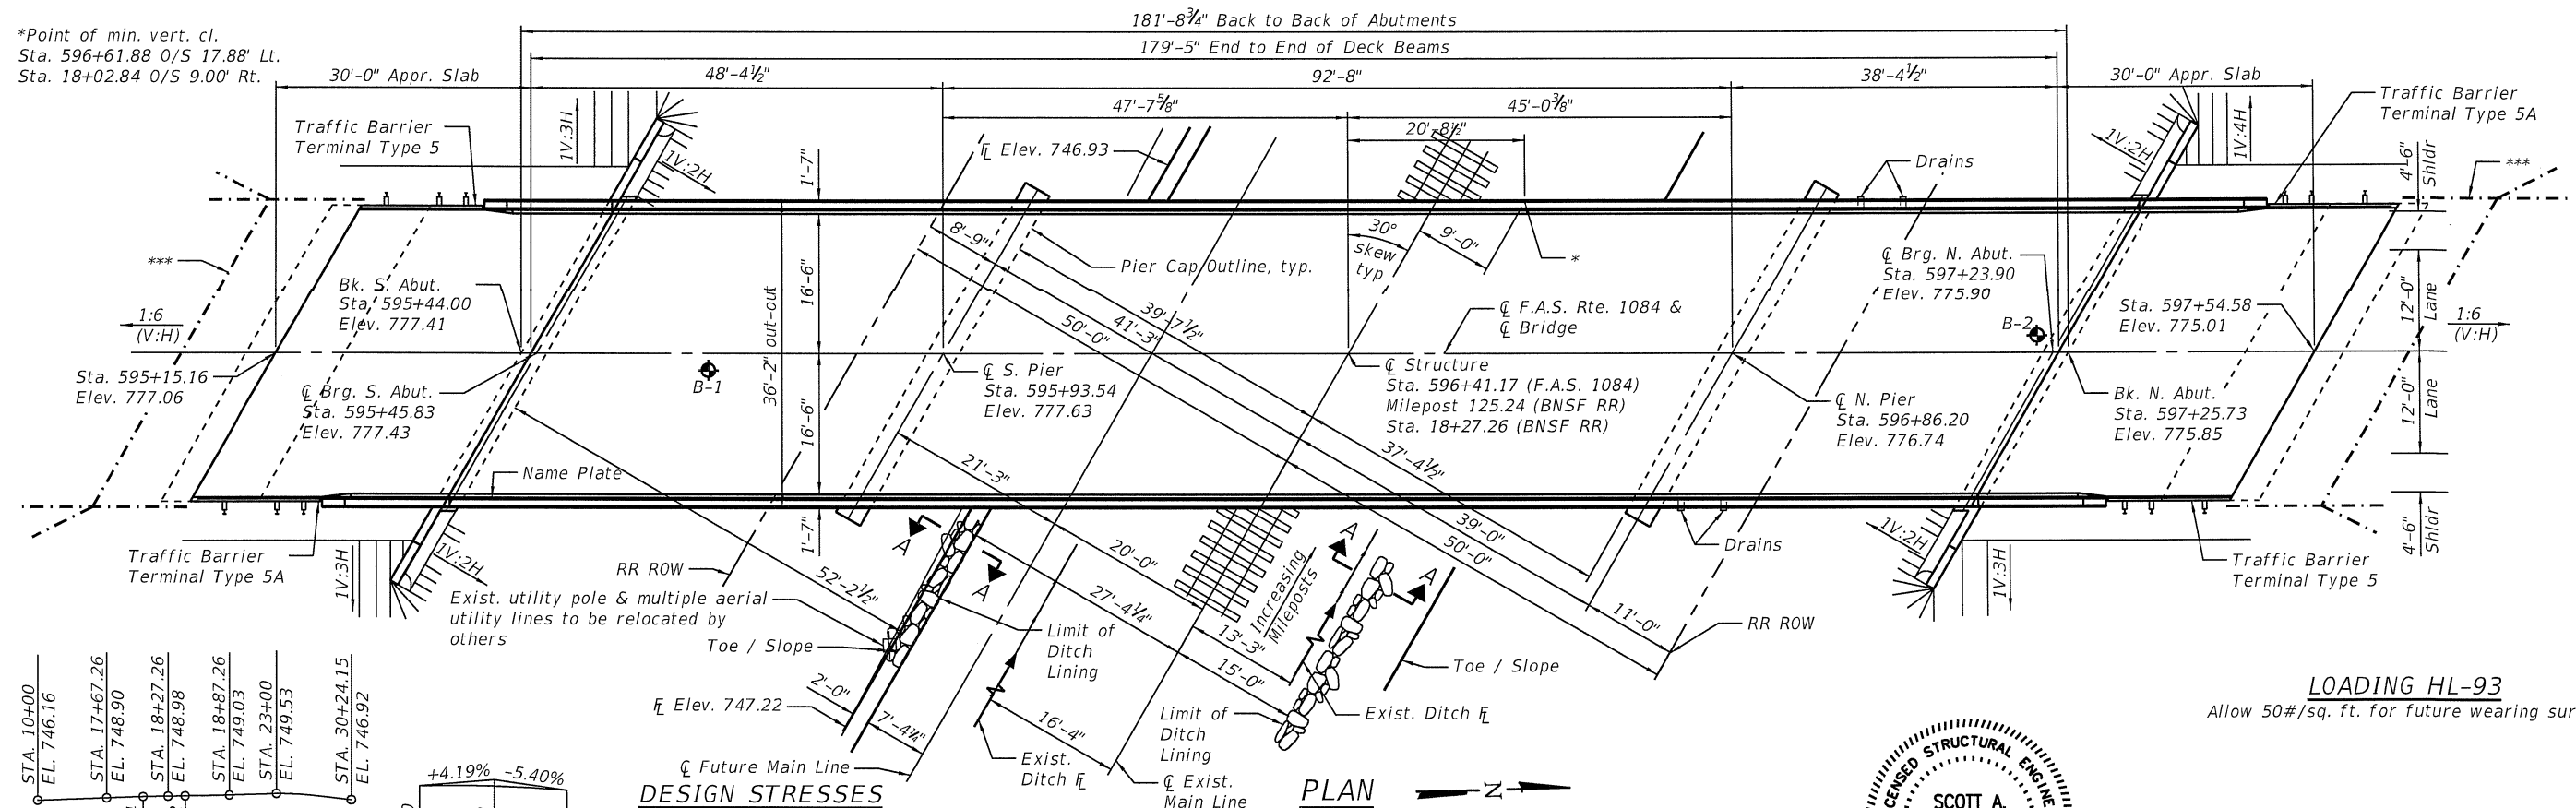 *Point of min. vert. cl.
Sta. 596+61.88 O/S 17.88' Lt.
Sta. 18+02.84 O/S 9.00' Rt.
181'-8¾" Back to Back of Abutments
179'-5" End to End of Deck Beams
30'-0" Appr. Slab
48'-4½"
92'-8"
38'-4½"
30'-0" Appr. Slab
47'-7⅝"
45'-0⅜"
20'-8½"
Traffic Barrier
Terminal Type 5
1V:3H
1V:2H
1'-7"
FL Elev. 746.93
Drains
1V:2H
1V:4H
Traffic Barrier
Terminal Type 5A
4'-6"
Shldr
***
***
8'-9"
30°
skew
typ
9'-0"
*
Pier Cap Outline, typ.
16'-6"
36'-2" out-out
16'-6"
1'-7"
39'-7½"
41'-3"
50'-0"
℄ F.A.S. Rte. 1084 &
℄ Bridge
℄ Brg. N. Abut.
Sta. 597+23.90
Elev. 775.90
B-2
Sta. 597+54.58
Elev. 775.01
12'-0"
Lane
12'-0"
Lane
4'-6"
Shldr
1:6
(V:H)
1:6
(V:H)
Bk. S. Abut.
Sta. 595+44.00
Elev. 777.41
Sta. 595+15.16
Elev. 777.06
℄ Brg. S. Abut.
Sta. 595+45.83
Elev. 777.43
B-1
℄ S. Pier
Sta. 595+93.54
Elev. 777.63
℄ Structure
Sta. 596+41.17 (F.A.S. 1084)
Milepost 125.24 (BNSF RR)
Sta. 18+27.26 (BNSF RR)
℄ N. Pier
Sta. 596+86.20
Elev. 776.74
Bk. N. Abut.
Sta. 597+25.73
Elev. 775.85
Name Plate
21'-3"
37'-4½"
39'-0"
50'-0"
11'-0"
Traffic Barrier
Terminal Type 5A
1V:3H
1V:2H
RR ROW
52'-2½"
A
A
20'-0"
27'-4¼"
13'-3"
15'-0"
Increasing
Mileposts
A
A
Drains
1V:2H
1V:3H
Traffic Barrier
Terminal Type 5
Exist. utility pole & multiple aerial
utility lines to be relocated by
others
Toe / Slope
Limit of
Ditch
Lining
RR ROW
Toe / Slope
2'-0"
FL Elev. 747.22
7'-4¼"
16'-4"
Limit of
Ditch
Lining
Exist. Ditch FL
℄ Future Main Line
Exist.
Ditch FL
℄ Exist.
Main Line
STA. 10+00
EL. 746.16
STA. 17+67.26
EL. 748.90
STA. 18+27.26
EL. 748.98
STA. 18+87.26
EL. 749.03
STA. 23+00
EL. 749.53
STA. 30+24.15
EL. 746.92
+4.19%
-5.40%
DESIGN STRESSES
PLAN
N
LOADING HL-93
Allow 50#/sq. ft. for future wearing sur
ENSED STRUCTURAL ENGINE
SCOTT A.